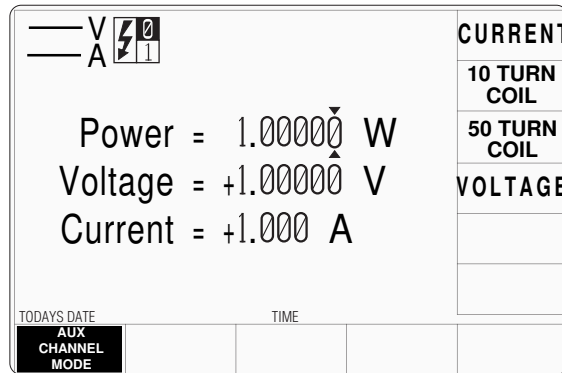 V 0
A 1
CURRENT
10 TURN
COIL
50 TURN
COIL
VOLTAGE
Power = 1.00000 W
Voltage = +1.00000 V
Current = +1.000 A
TODAYS DATE TIME
AUX
CHANNEL
MODE